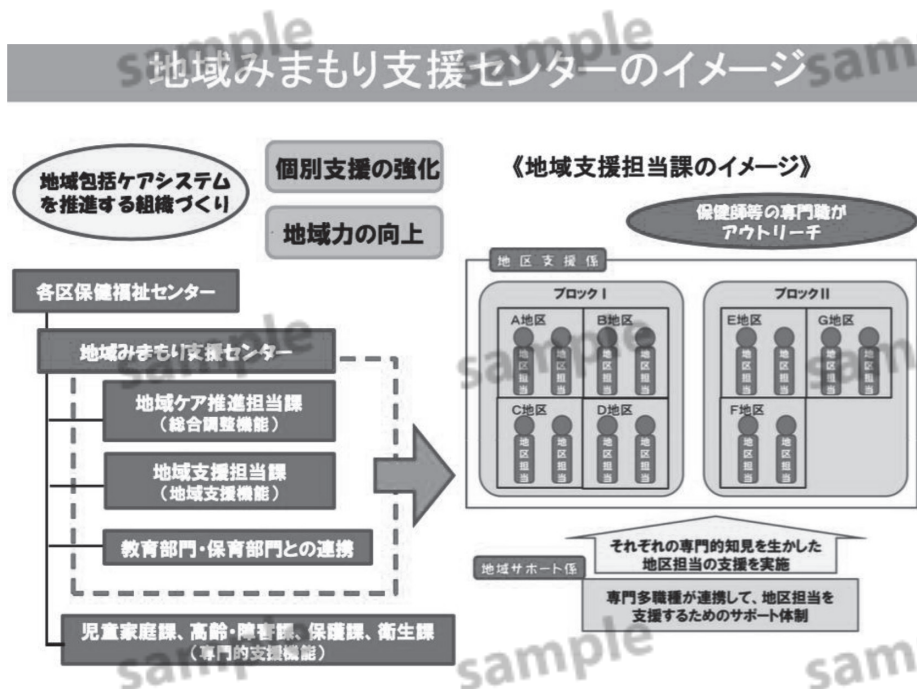 地域みまもり支援センターのイメージ
地域包括ケアシステム
を推進する組織づくり
個別支援の強化
地域力の向上
各区保健福祉センター
地域みまもり支援センター
地域ケア推進担当課
（総合調整機能）
地域支援担当課
（地域支援機能）
教育部門・保育部門との連携
児童家庭課、高齢・障害課、保護課、衛生課
（専門的支援機能）
《地域支援担当課のイメージ》
保健師等の専門職が
アウトリーチ
地区支援係
ブロックⅠ
A地区
地区担当
地区担当
B地区
地区担当
地区担当
C地区
地区担当
地区担当
D地区
地区担当
地区担当
ブロックⅡ
E地区
地区担当
地区担当
G地区
地区担当
地区担当
F地区
地区担当
地区担当
それぞれの専門的知見を生かした
地区担当の支援を実施
地域サポート係
専門多職種が連携して、地区担当を
支援するためのサポート体制
sample
sample
sam
sample
sample
sam
sample
sample
sam